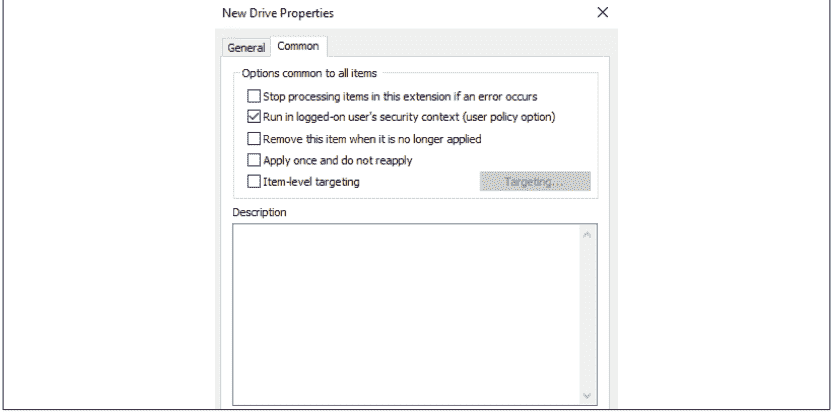 New Drive Properties
General Common
Options common to all items
Stop processing items in this extension if an error occurs
Run in logged-on user's security context (user policy option)
Remove this item when it is no longer applied
Apply once and do not reapply
Item-level targeting Targeting...
Description